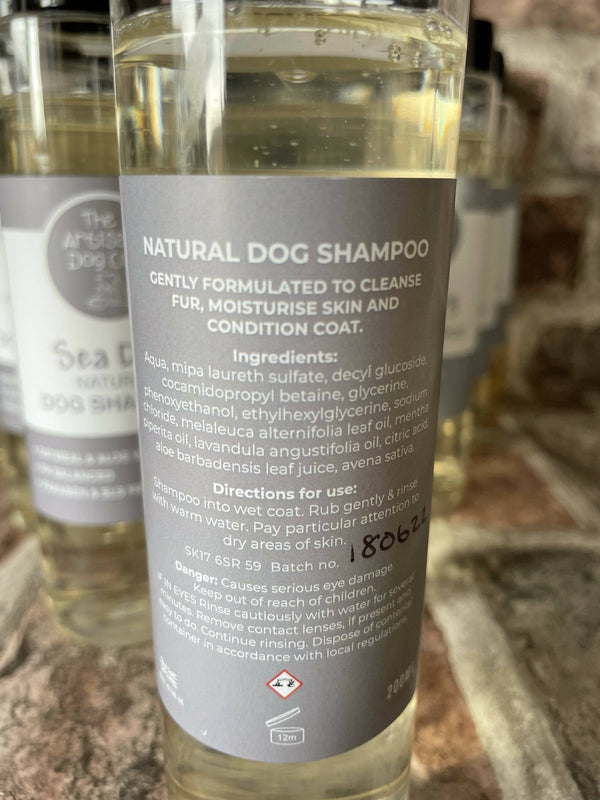 NATURAL DOG SHAMPOO
GENTLY FORMULATED TO CLEANSE
FUR, MOISTURISE SKIN AND
CONDITION COAT.
Ingredients:
Aqua, mipa laureth sulfate, decyl glucoside,
cocamidopropyl betaine, glycerine,
phenoxyethanol, ethylhexylglycerine, sodium
chloride, melaleuca alternifolia leaf oil, mentha
piperita oil, lavandula angustifolia oil, citric acid,
aloe barbadensis leaf juice, avena sativa.
Directions for use:
Shampoo into wet coat. Rub gently & rinse
with warm water. Pay particular attention to
dry areas of skin.
SK17 6SR 59 Batch no. 180622
Danger: Causes serious eye damage.
Keep out of reach of children.
IF IN EYES Rinse cautiously with water for several
minutes. Remove contact lenses, if present and
easy to do. Continue rinsing. Dispose of contents/
container in accordance with local regulations.
200ML
12m
The
Artisan
Dog Co
Sea D
NATUR
DOG SHA